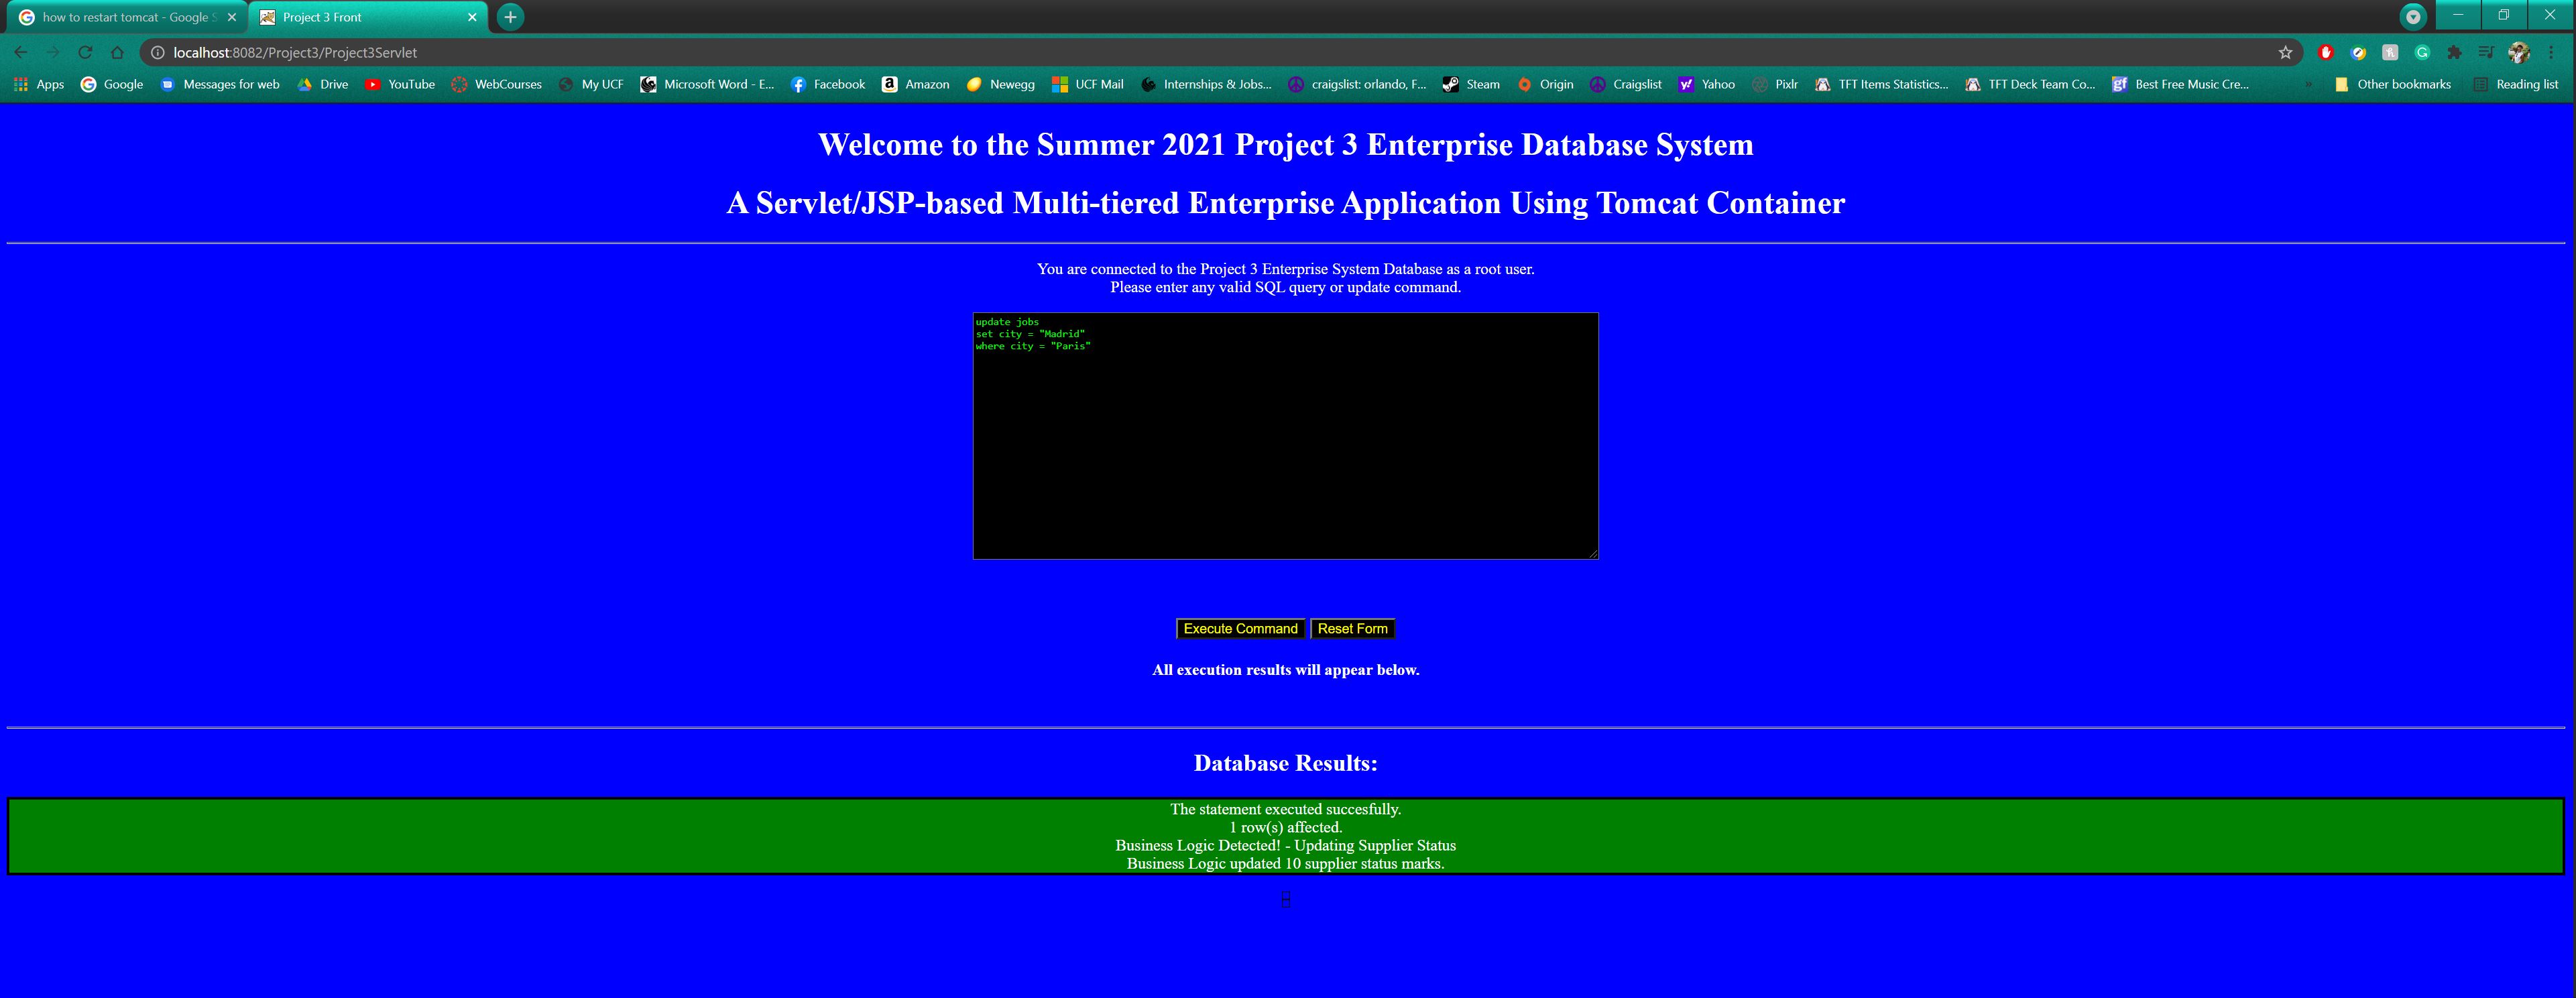 how to restart tomcat - Google S
Project 3 Front
localhost:8082/Project3/Project3Servlet
Apps Google Messages for web Drive YouTube WebCourses My UCF Microsoft Word - E... Facebook Amazon Newegg UCF Mail Internships & Jobs... craigslist: orlando, F... Steam Origin Craigslist Yahoo Pixlr TFT Items Statistics... TFT Deck Team Co... Best Free Music Cre... » Other bookmarks Reading list
Welcome to the Summer 2021 Project 3 Enterprise Database System
A Servlet/JSP-based Multi-tiered Enterprise Application Using Tomcat Container
You are connected to the Project 3 Enterprise System Database as a root user.
Please enter any valid SQL query or update command.
update jobs
set city = "Madrid"
where city = "Paris"
Execute Command Reset Form
All execution results will appear below.
Database Results:
The statement executed succesfully.
1 row(s) affected.
Business Logic Detected! - Updating Supplier Status
Business Logic updated 10 supplier status marks.